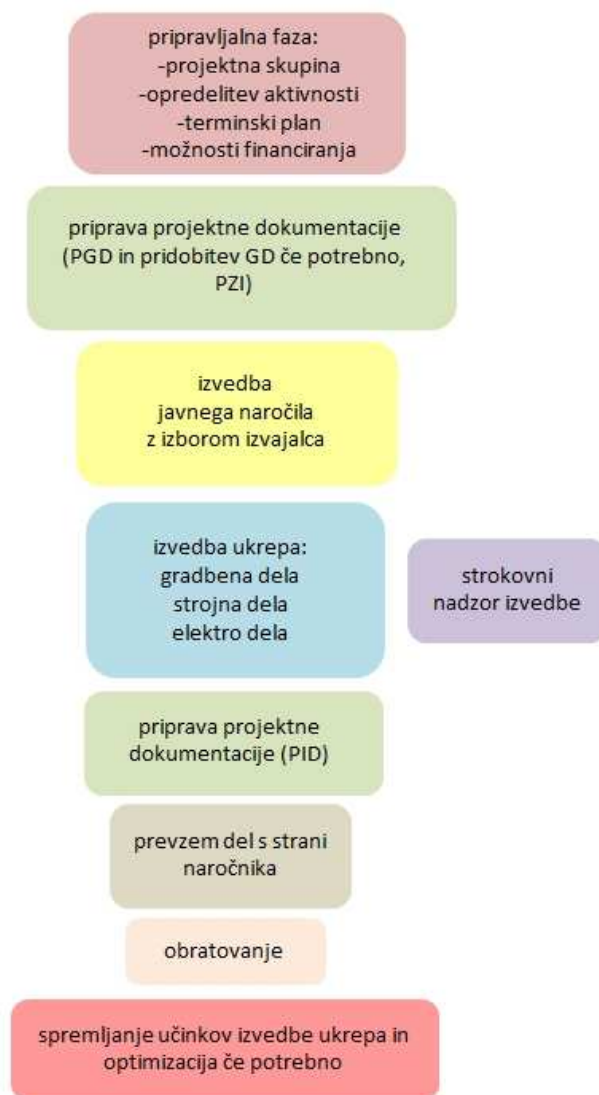 pripravljalna faza:
-projektna skupina
-opredelitev aktivnosti
-terminski plan
-možnosti financiranja
priprava projektne dokumentacije
(PGD in pridobitev GD če potrebno,
PZI)
izvedba
javnega naročila
z izborom izvajalca
izvedba ukrepa:
gradbena dela
strojna dela
elektro dela
strokovni
nadzor izvedbe
priprava projektne
dokumentacije (PID)
prevzem del s strani
naročnika
obratovanje
spremljanje učinkov izvedbe ukrepa in
optimizacija če potrebno